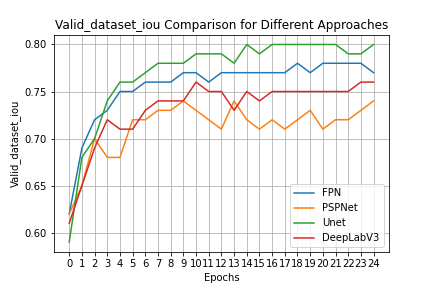 Valid_dataset_iou Comparison for Different Approaches
0.80
0.75
0.70
0.65
0.60
Valid_dataset_iou
FPN
PSPNet
Unet
DeepLabV3
0 1 2 3 4 5 6 7 8 9 10 11 12 13 14 15 16 17 18 19 20 21 22 23 24
Epochs